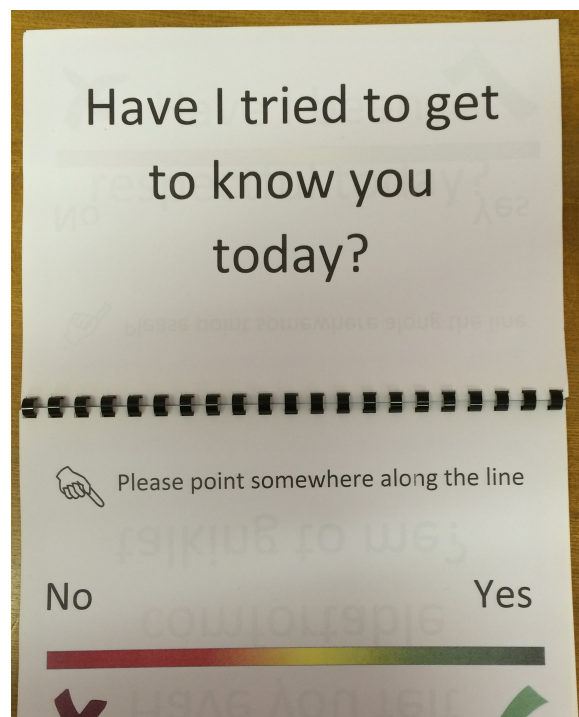 Have I tried to get
to know you
today?
Please point somewhere along the line
No Yes